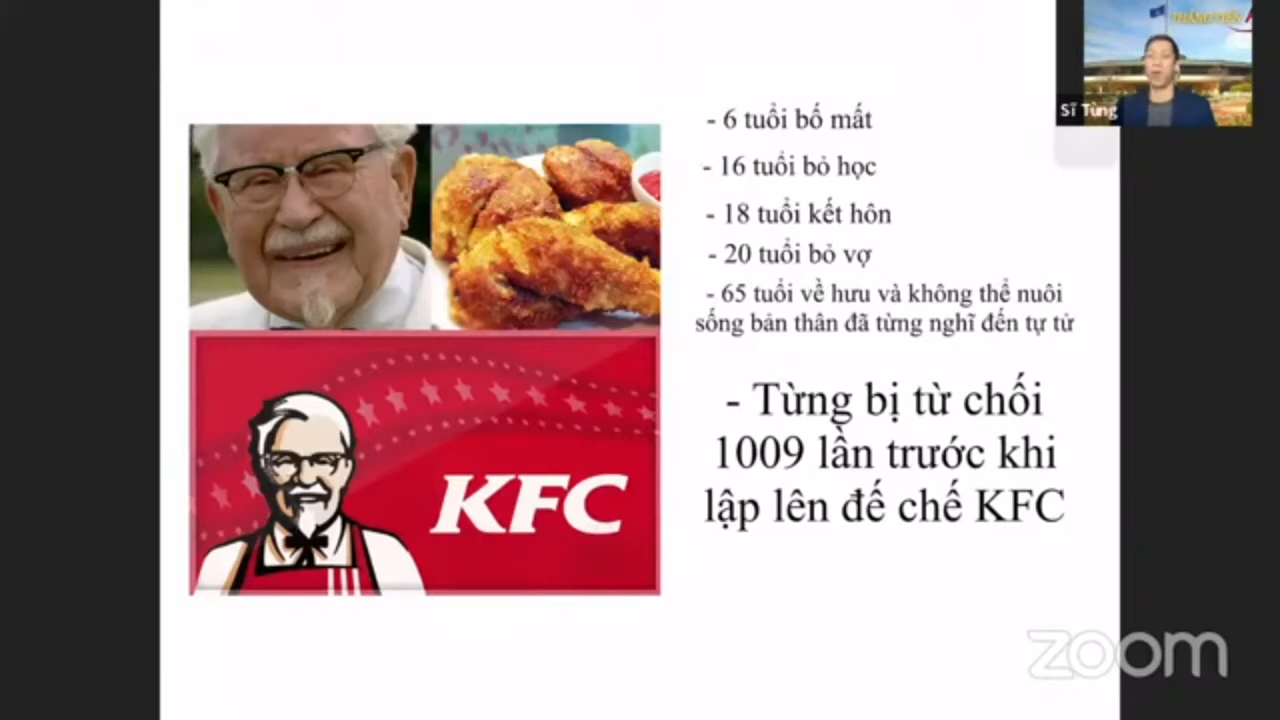 - 6 tuổi bố mất
- 16 tuổi bỏ học
- 18 tuổi kết hôn
- 20 tuổi bỏ vợ
- 65 tuổi về hưu và không thể nuôi
sống bản thân đã từng nghĩ đến tự tử
- Từng bị từ chối
1009 lần trước khi
lập lên đế chế KFC
KFC
Sĩ Tùng
zoom